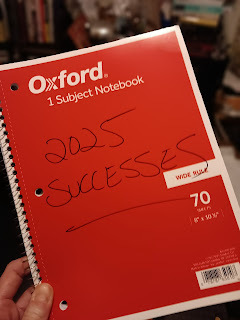 Oxford®
1 Subject Notebook
2025
SUCCESSES
WIDE RULE
70
8" x 10 ½"